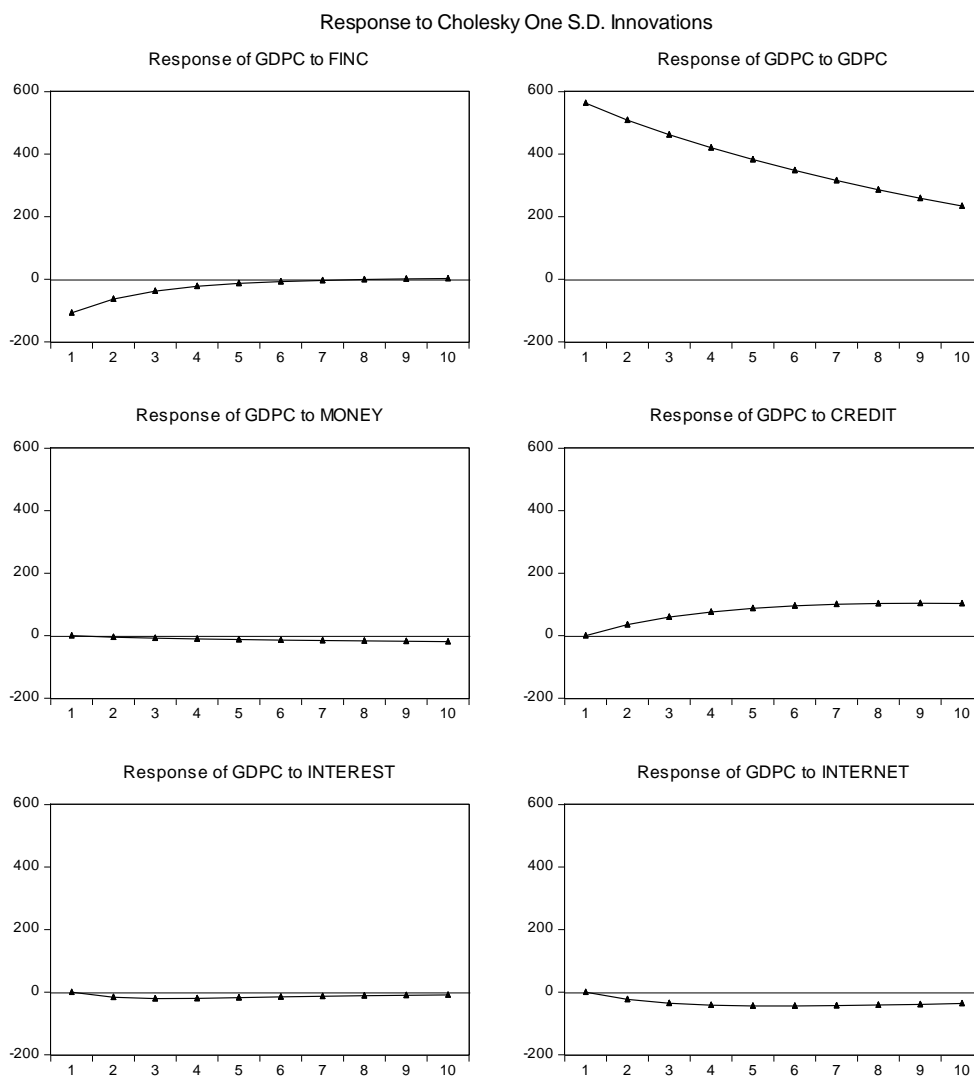 Response to Cholesky One S.D. Innovations
Response of GDPC to FINC
600
400
200
0
-200
1 2 3 4 5 6 7 8 9 10
Response of GDPC to GDPC
600
400
200
0
-200
1 2 3 4 5 6 7 8 9 10
Response of GDPC to MONEY
600
400
200
0
-200
1 2 3 4 5 6 7 8 9 10
Response of GDPC to CREDIT
600
400
200
0
-200
1 2 3 4 5 6 7 8 9 10
Response of GDPC to INTEREST
600
400
200
0
-200
1 2 3 4 5 6 7 8 9 10
Response of GDPC to INTERNET
600
400
200
0
-200
1 2 3 4 5 6 7 8 9 10